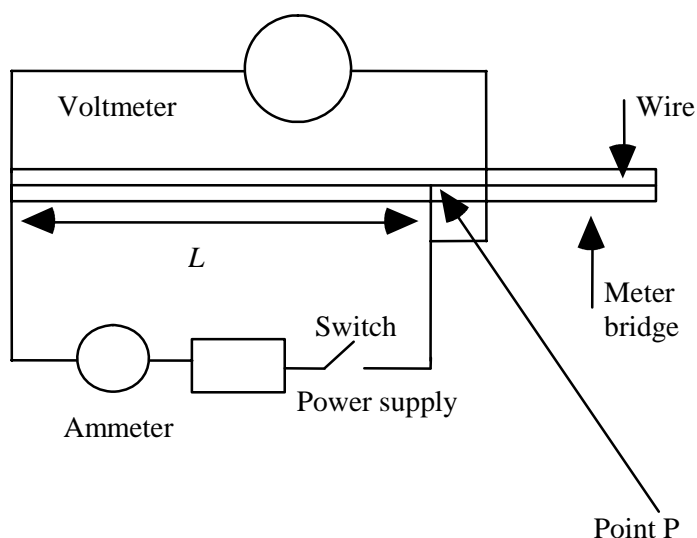 Voltmeter
Wire
L
Meter
bridge
Switch
Power supply
Ammeter
Point P